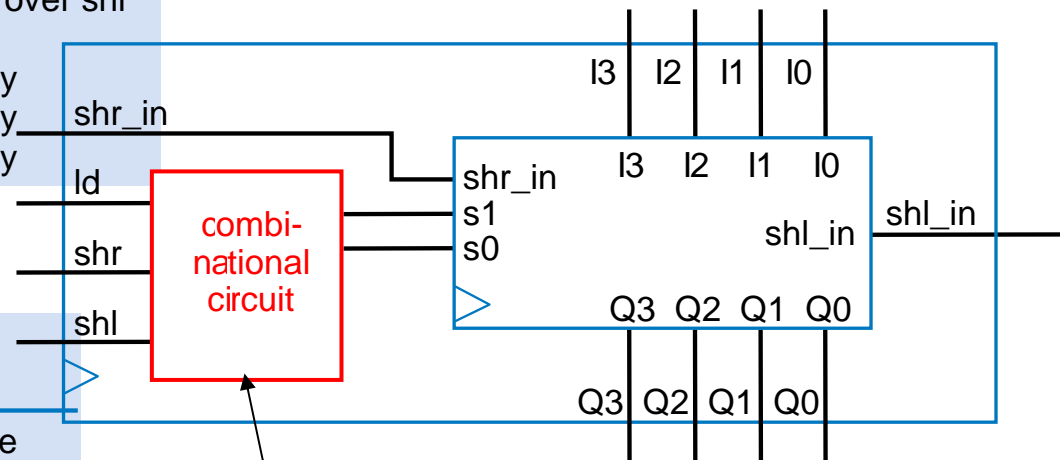 over shl
y
y
y
shr_in
ld
shr
shl
combi-
national
circuit
I3 I2 I1 I0
I3 I2 I1 I0
shr_in
s1
s0
shl_in
shl_in
Q3 Q2 Q1 Q0
Q3 Q2 Q1 Q0
e